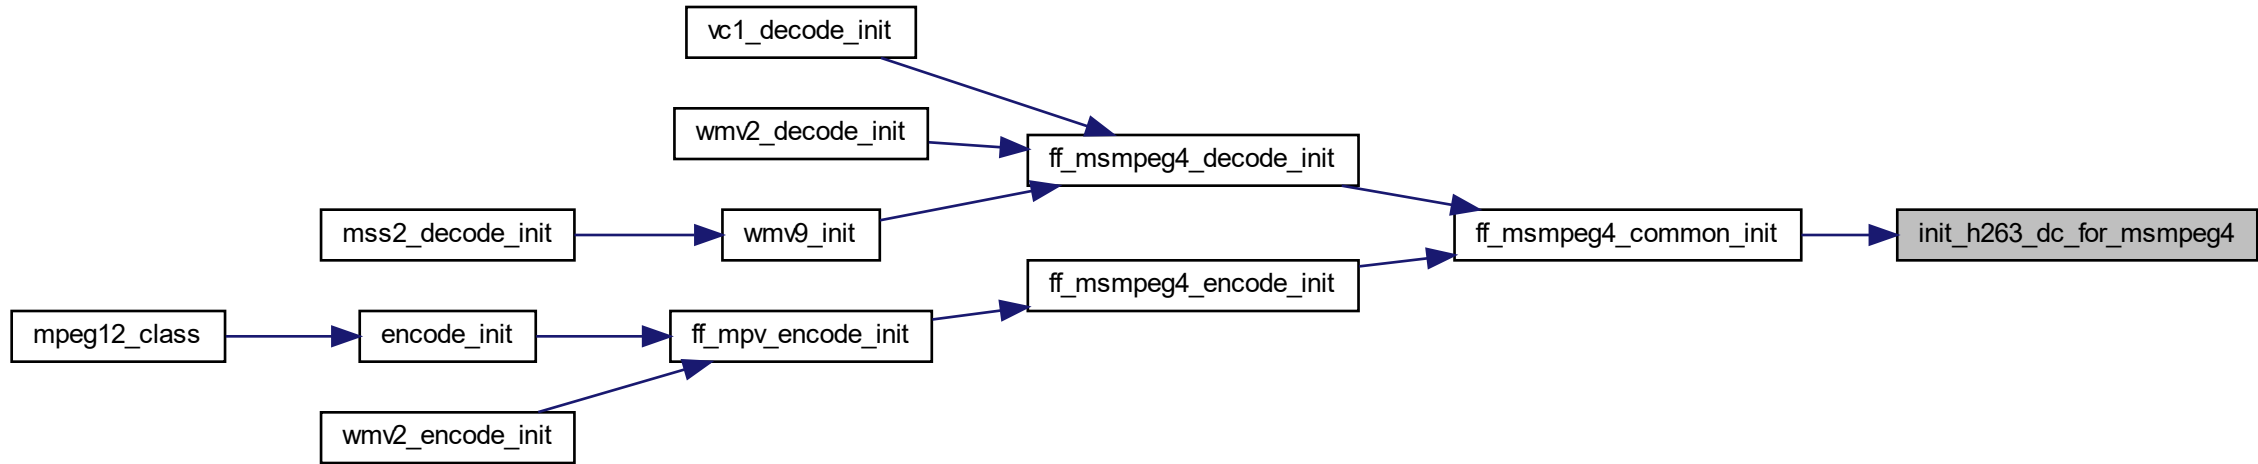 vc1_decode_init
wmv2_decode_init
ff_msmpeg4_decode_init
mss2_decode_init
wmv9_init
ff_msmpeg4_common_init
init_h263_dc_for_msmpeg4
ff_msmpeg4_encode_init
mpeg12_class
encode_init
ff_mpv_encode_init
wmv2_encode_init